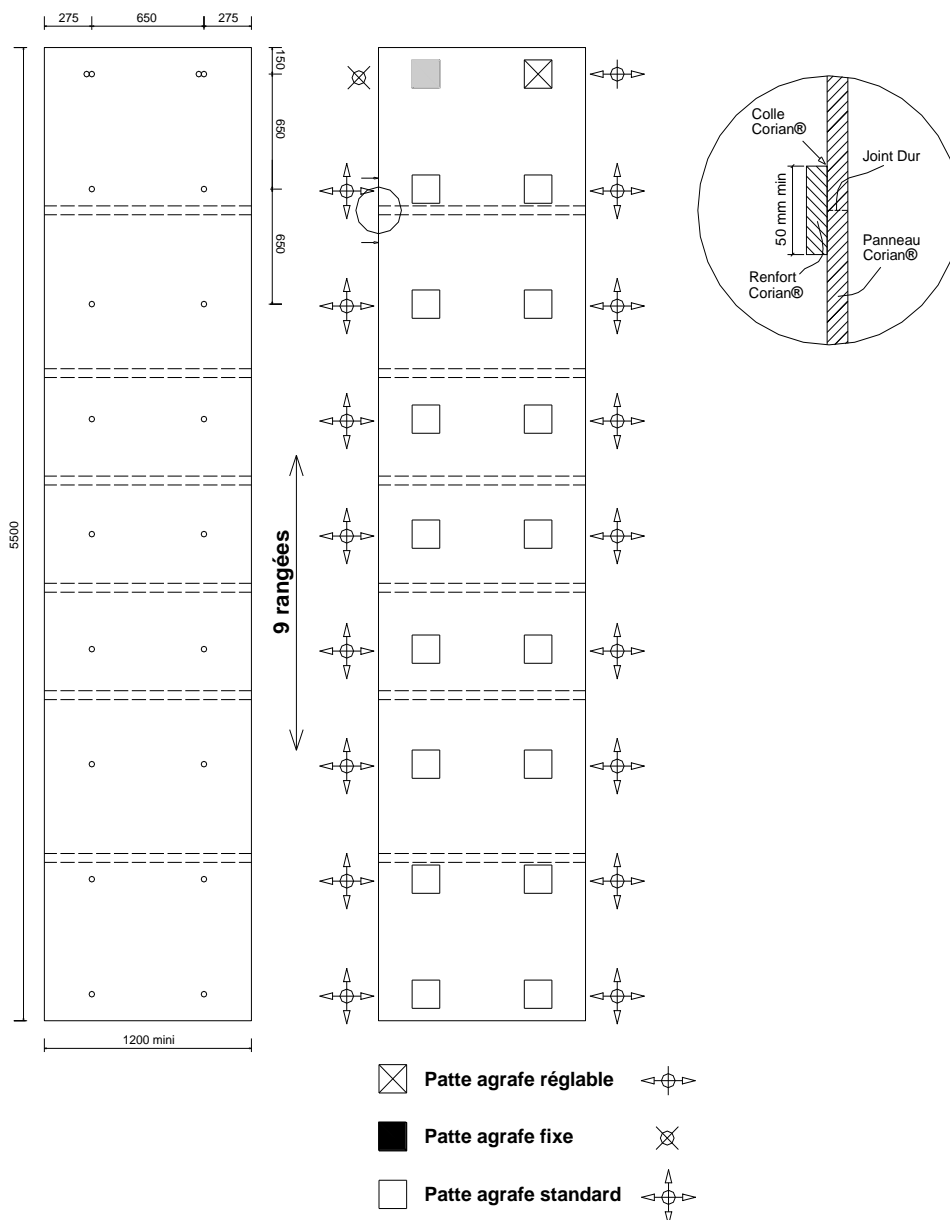 275
650
275
150
650
650
5500
9 rangées
1200 mini
Colle
Corian®
Joint Dur
50 mm min
Renfort
Corian®
Panneau
Corian®
Patte agrafe réglable
Patte agrafe fixe
Patte agrafe standard